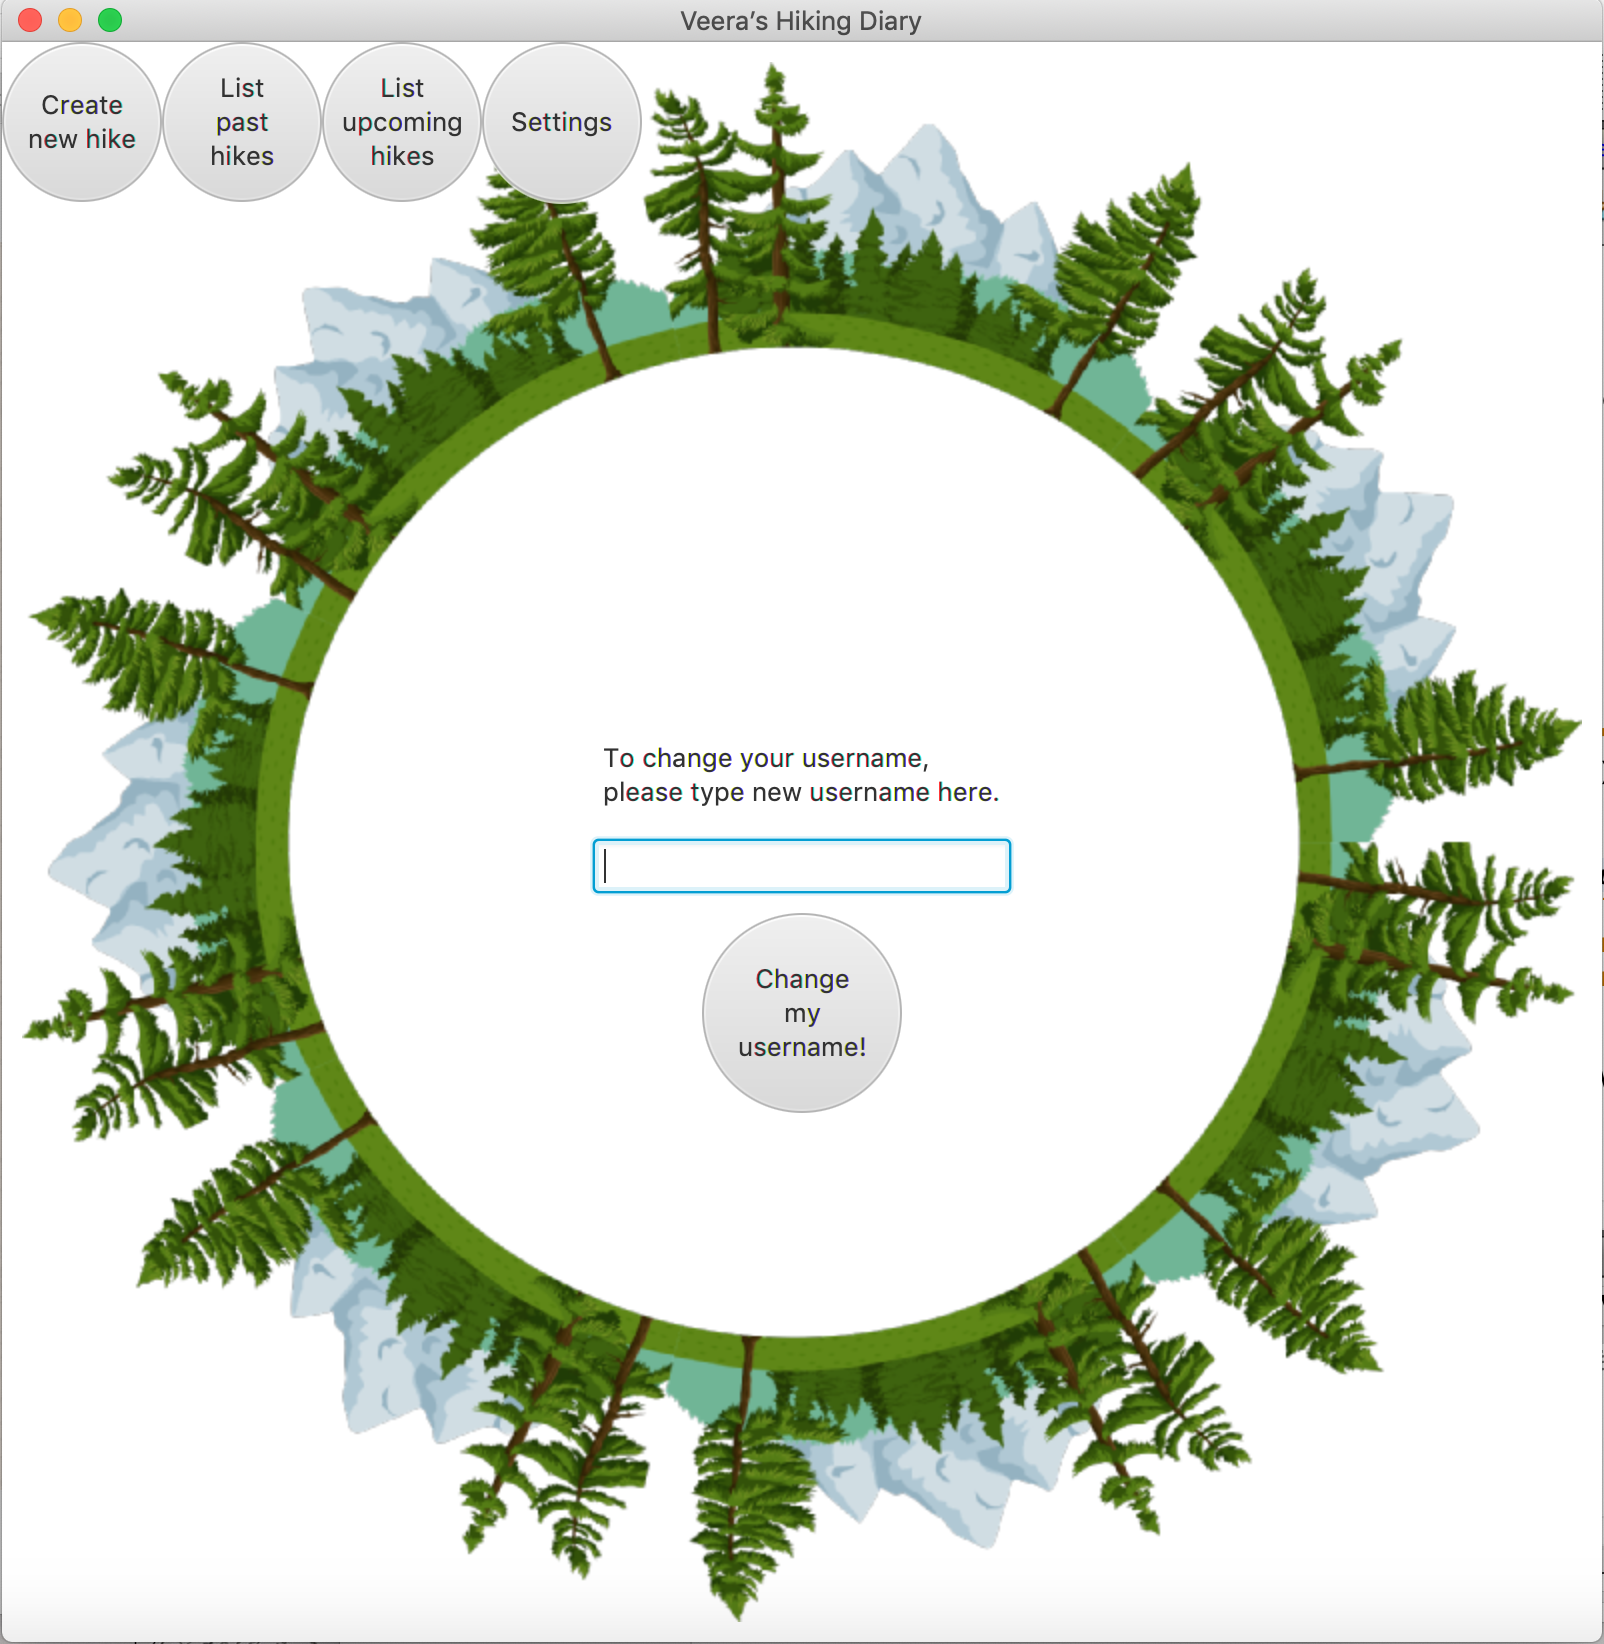 Veera’s Hiking Diary
Create
new hike
List
past
hikes
List
upcoming
hikes
Settings
To change your username,
please type new username here.
Change
my
username!